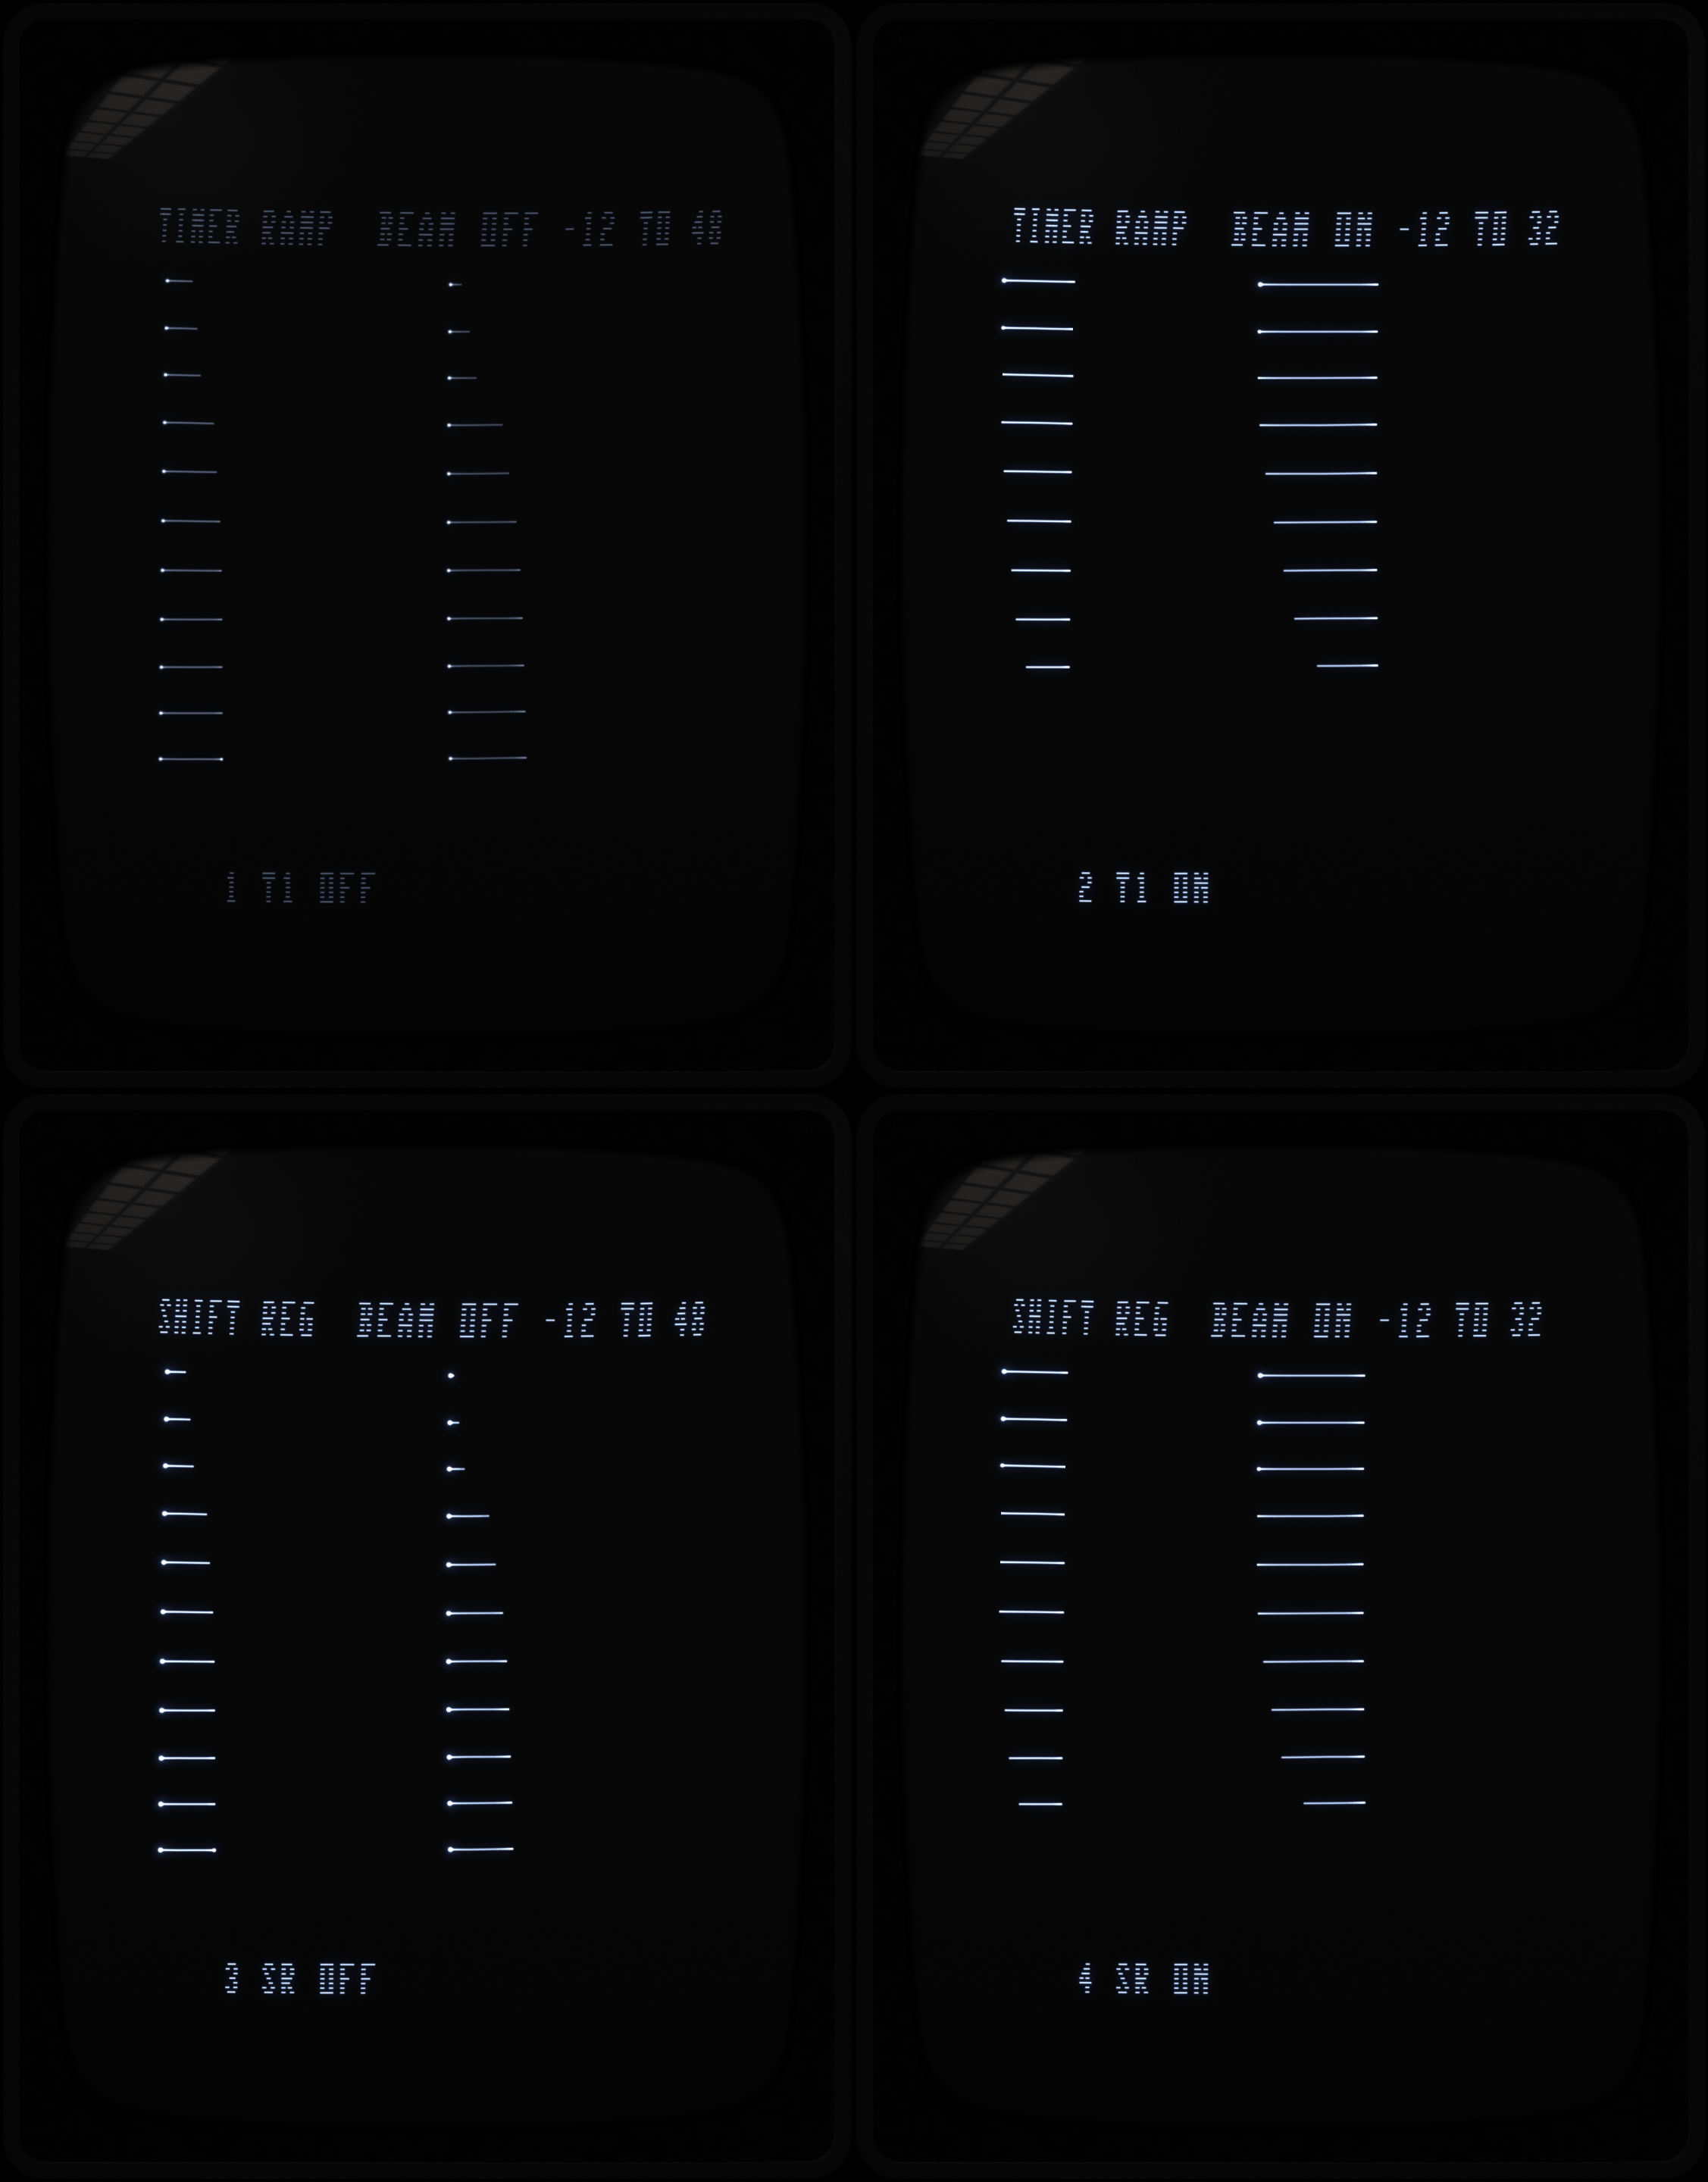 TIMER RAMP  BEAM OFF -12 TO 48
1 T1 OFF
TIMER RAMP  BEAM ON -12 TO 32
2 T1 ON
SHIFT REG  BEAM OFF -12 TO 48
3 SR OFF
SHIFT REG  BEAM ON -12 TO 32
4 SR ON